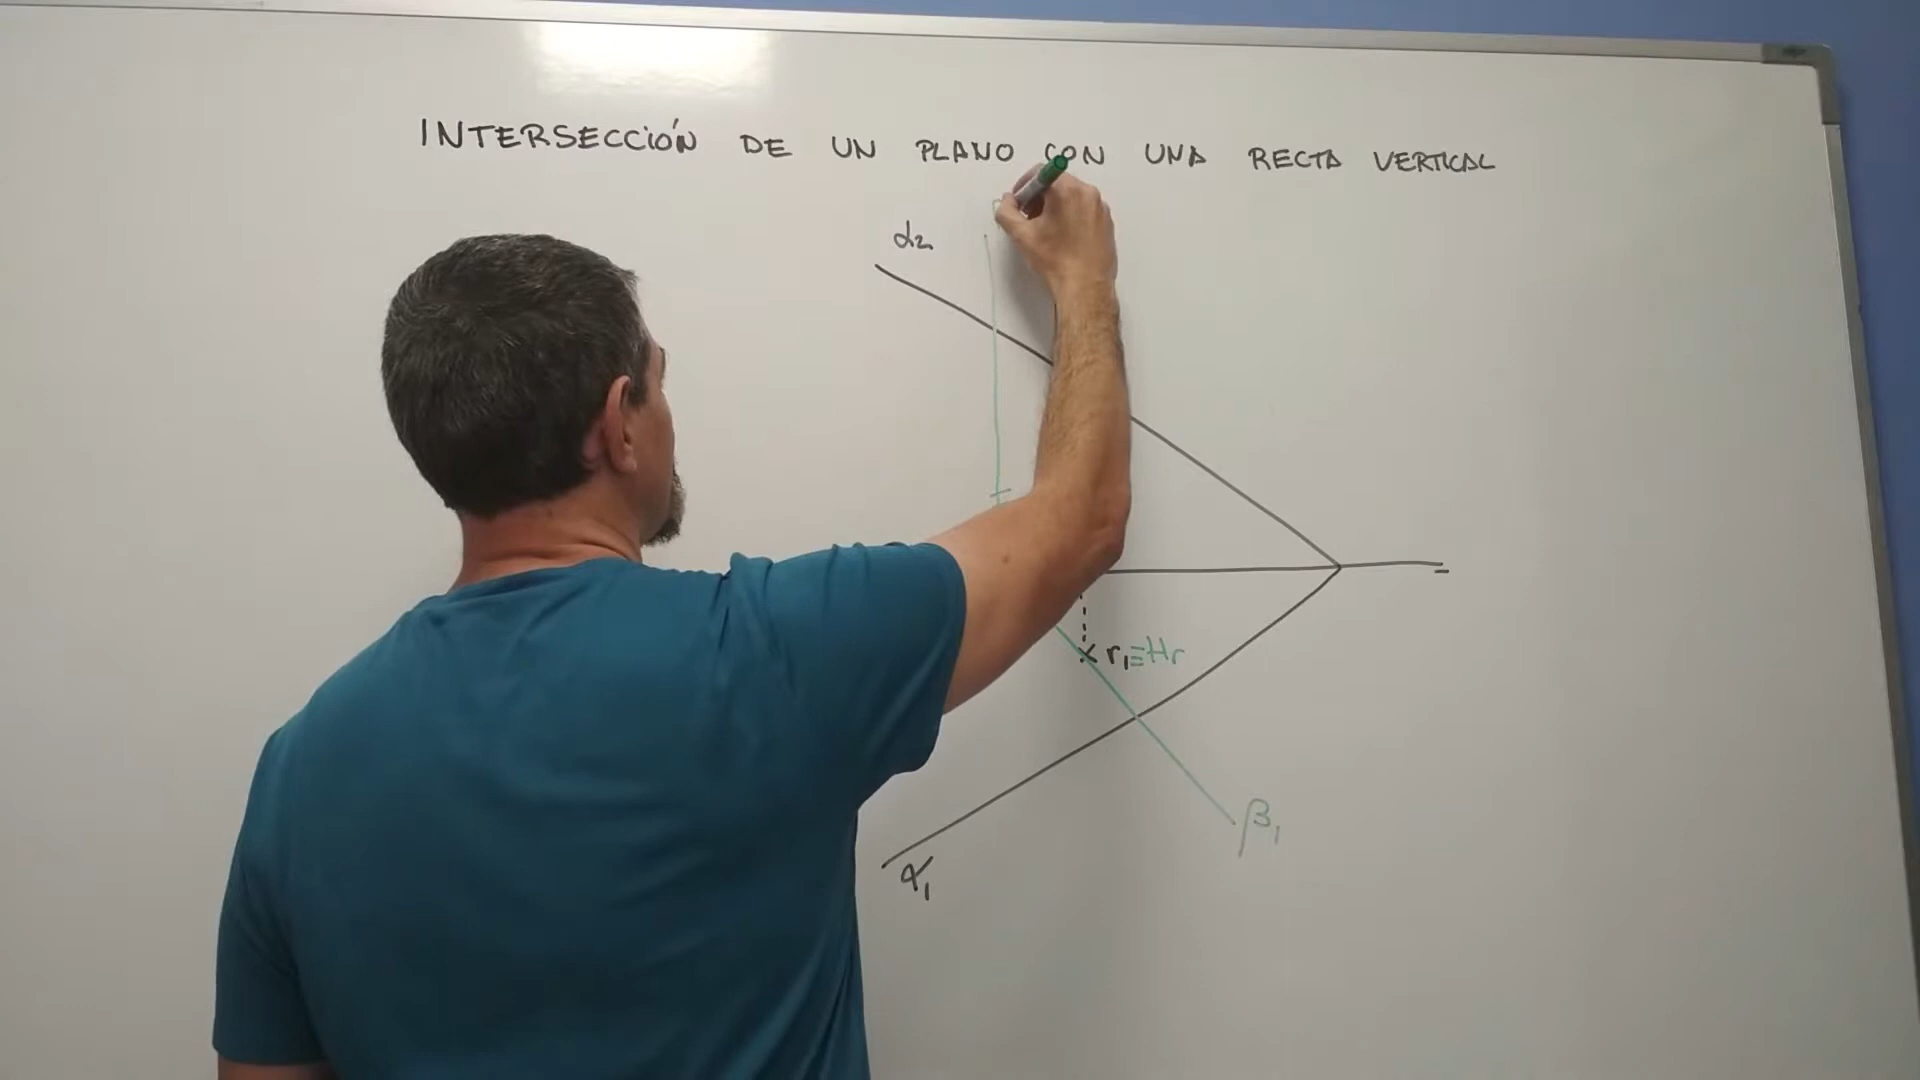 INTERSECCIÓN DE UN PLANO CON UNA RECTA VERTICAL
α2
r1≡Hr
β1
α1